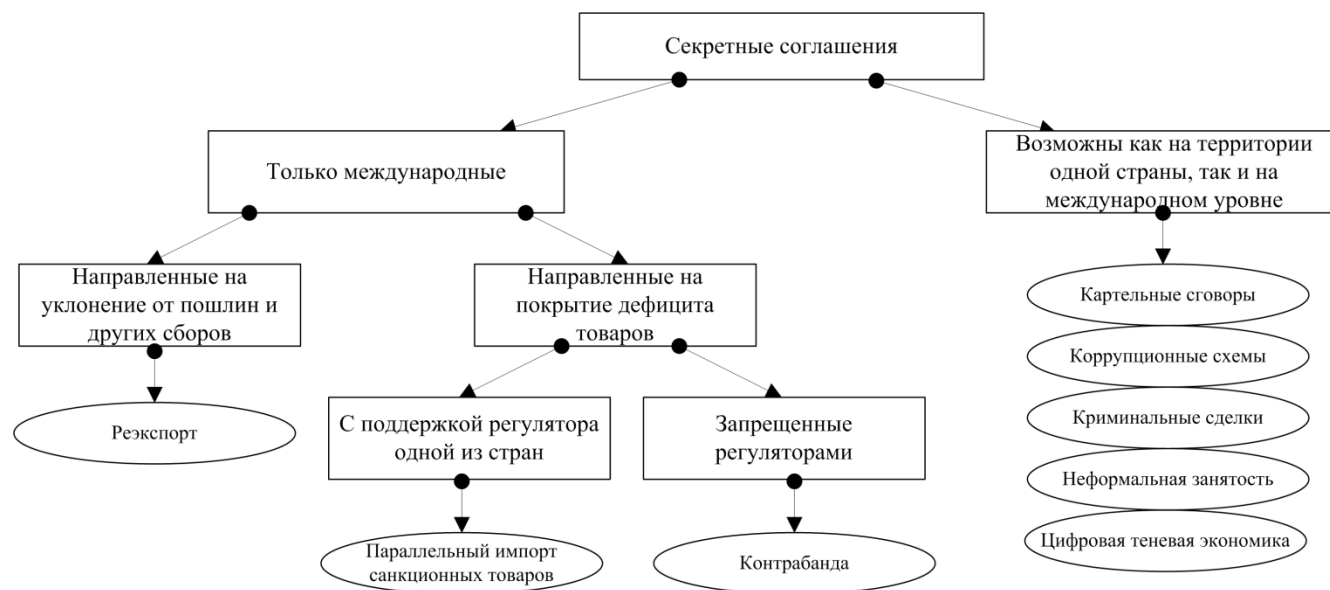 Секретные соглашения
Только международные
Возможны как на территории
одной страны, так и на
международном уровне
Направленные на
уклонение от пошлин и
других сборов
Направленные на
покрытие дефицита
товаров
Картельные сговоры
Коррупционные схемы
Криминальные сделки
Неформальная занятость
Цифровая теневая экономика
Реэкспорт
С поддержкой регулятора
одной из стран
Запрещенные
регуляторами
Параллельный импорт
санкционных товаров
Контрабанда